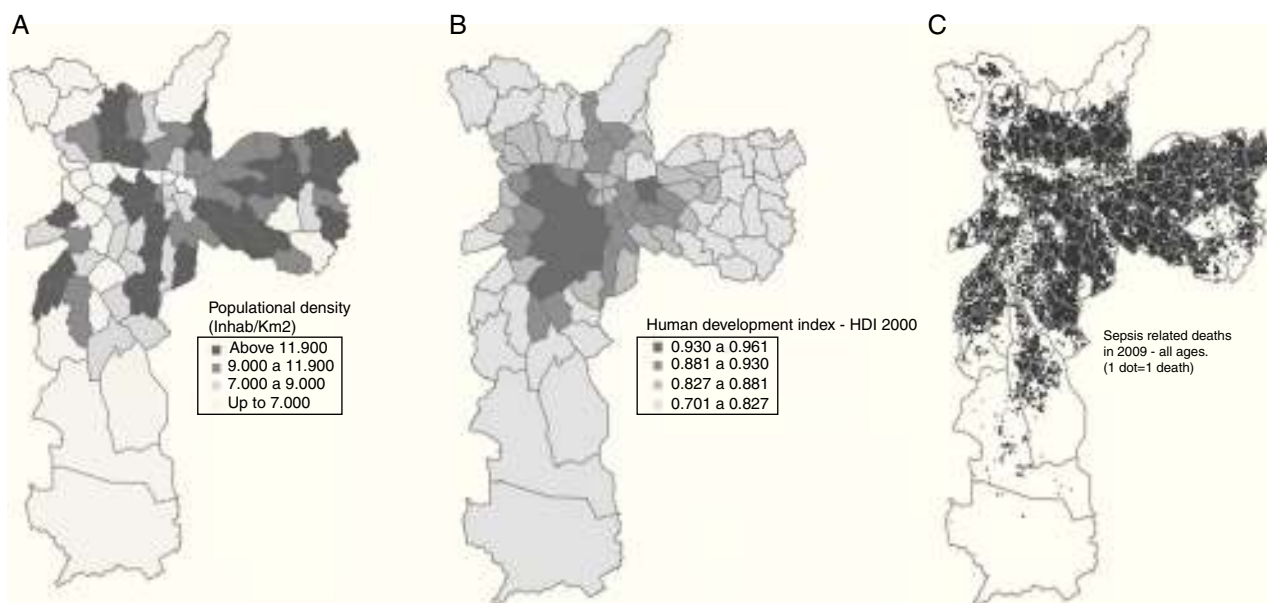 A
B
C
Populational density
(Inhab/Km2)
Above 11.900
9.000 a 11.900
7.000 a 9.000
Up to 7.000
Human development index - HDI 2000
0.930 a 0.961
0.881 a 0.930
0.827 a 0.881
0.701 a 0.827
Sepsis related deaths
in 2009 - all ages.
(1 dot=1 death)